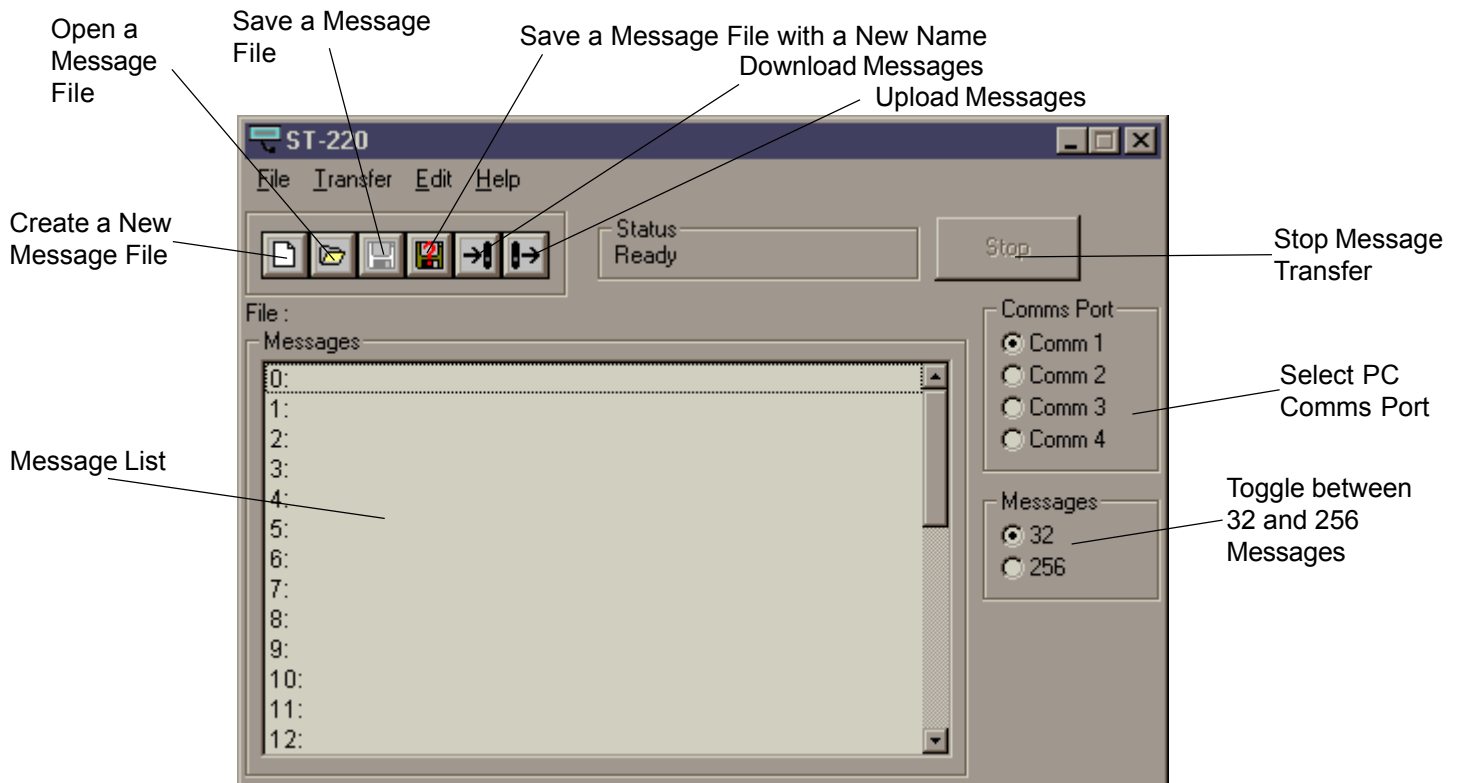 Open a
Message
File
Save a Message
File
Save a Message File with a New Name
Download Messages
Upload Messages
ST-220
File Transfer Edit Help
Create a New
Message File
Status
Ready
Stop
Stop Message
Transfer
File :
Messages
0:
1:
2:
3:
4:
5:
6:
7:
8:
9:
10:
11:
12:
Message List
Comms Port
Comm 1
Comm 2
Comm 3
Comm 4
Select PC
Comms Port
Messages
32
256
Toggle between
32 and 256
Messages